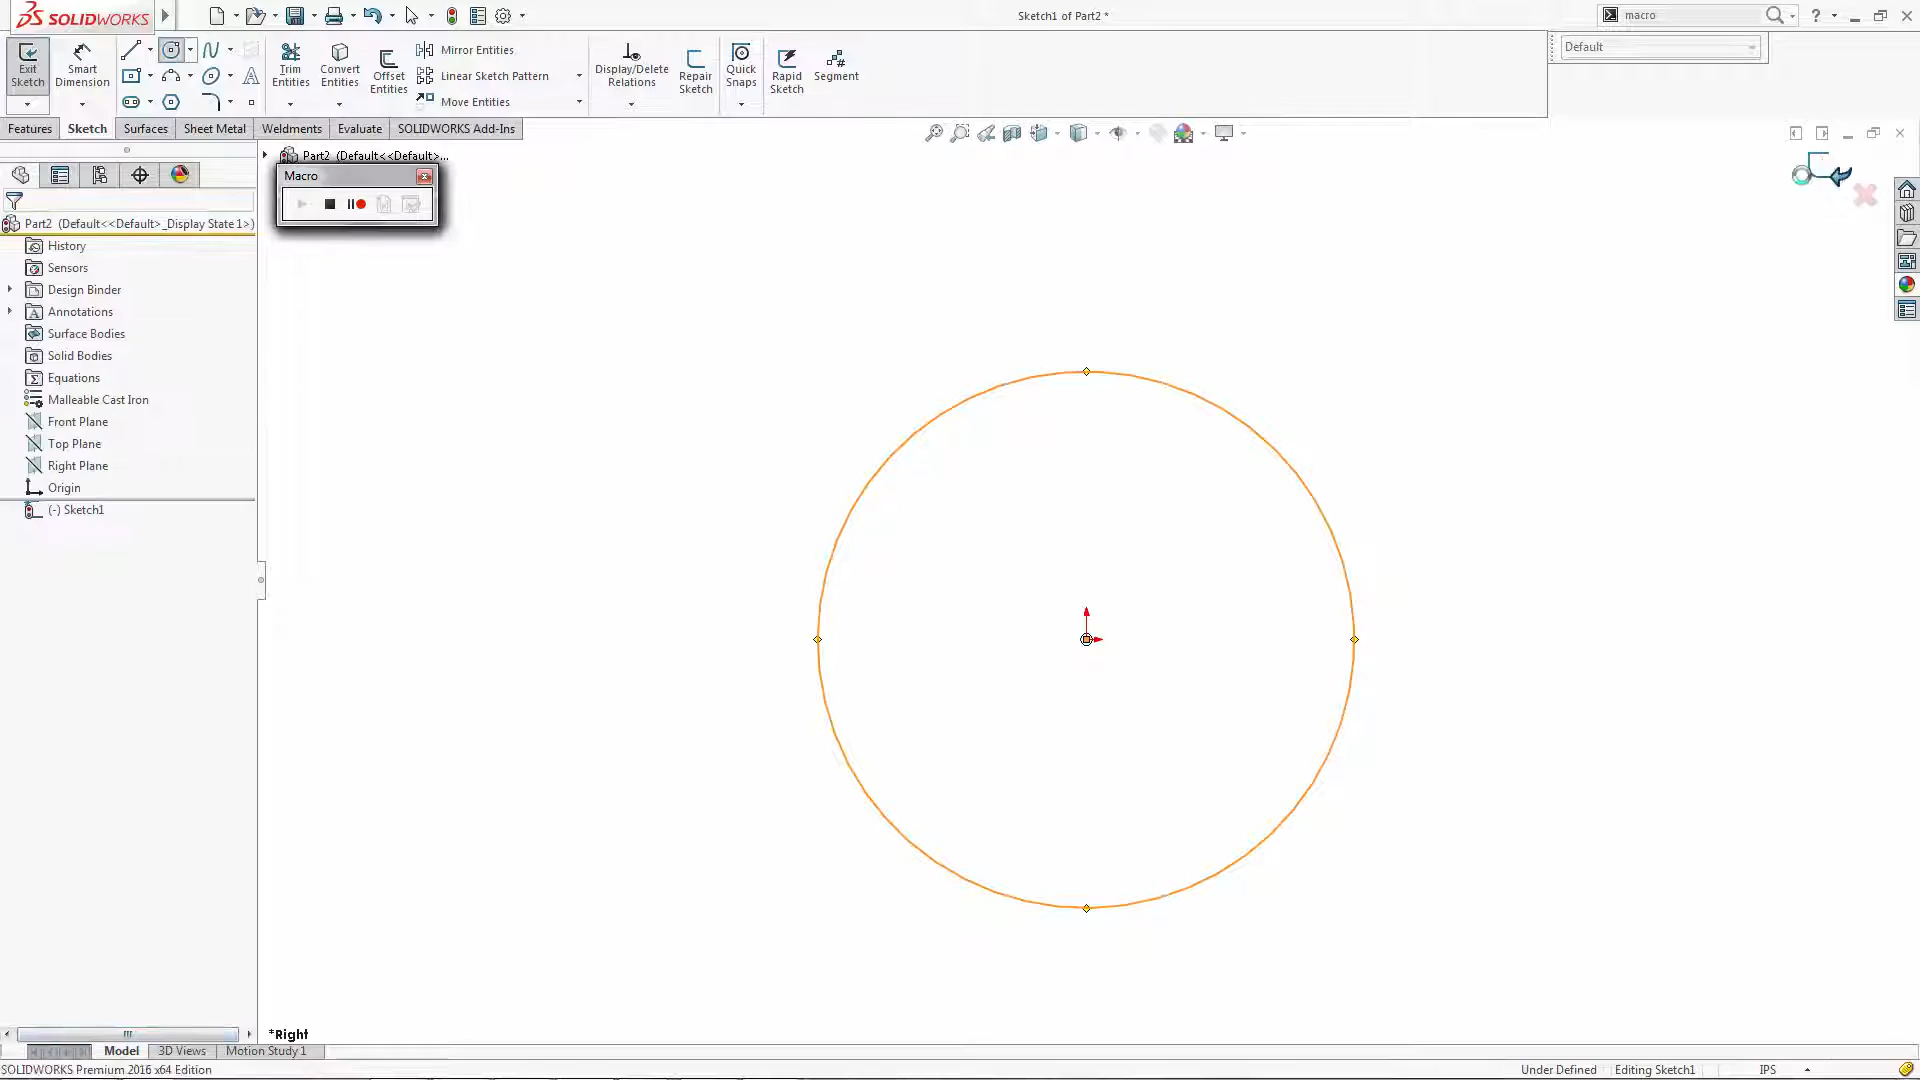 SOLIDWORKS
Sketch1 of Part2 *
macro
Exit Sketch
Smart Dimension
Trim Entities
Convert Entities
Offset Entities
Mirror Entities
Linear Sketch Pattern
Move Entities
Display/Delete Relations
Repair Sketch
Quick Snaps
Rapid Sketch
Segment
Default
Features
Sketch
Surfaces
Sheet Metal
Weldments
Evaluate
SOLIDWORKS Add-Ins
Part2 (Default<<Default>...
Macro
Part2 (Default<<Default>_Display State 1>)
History
Sensors
Design Binder
Annotations
Surface Bodies
Solid Bodies
Equations
Malleable Cast Iron
Front Plane
Top Plane
Right Plane
Origin
(-) Sketch1
*Right
Model
3D Views
Motion Study 1
SOLIDWORKS Premium 2016 x64 Edition
Under Defined
Editing Sketch1
IPS